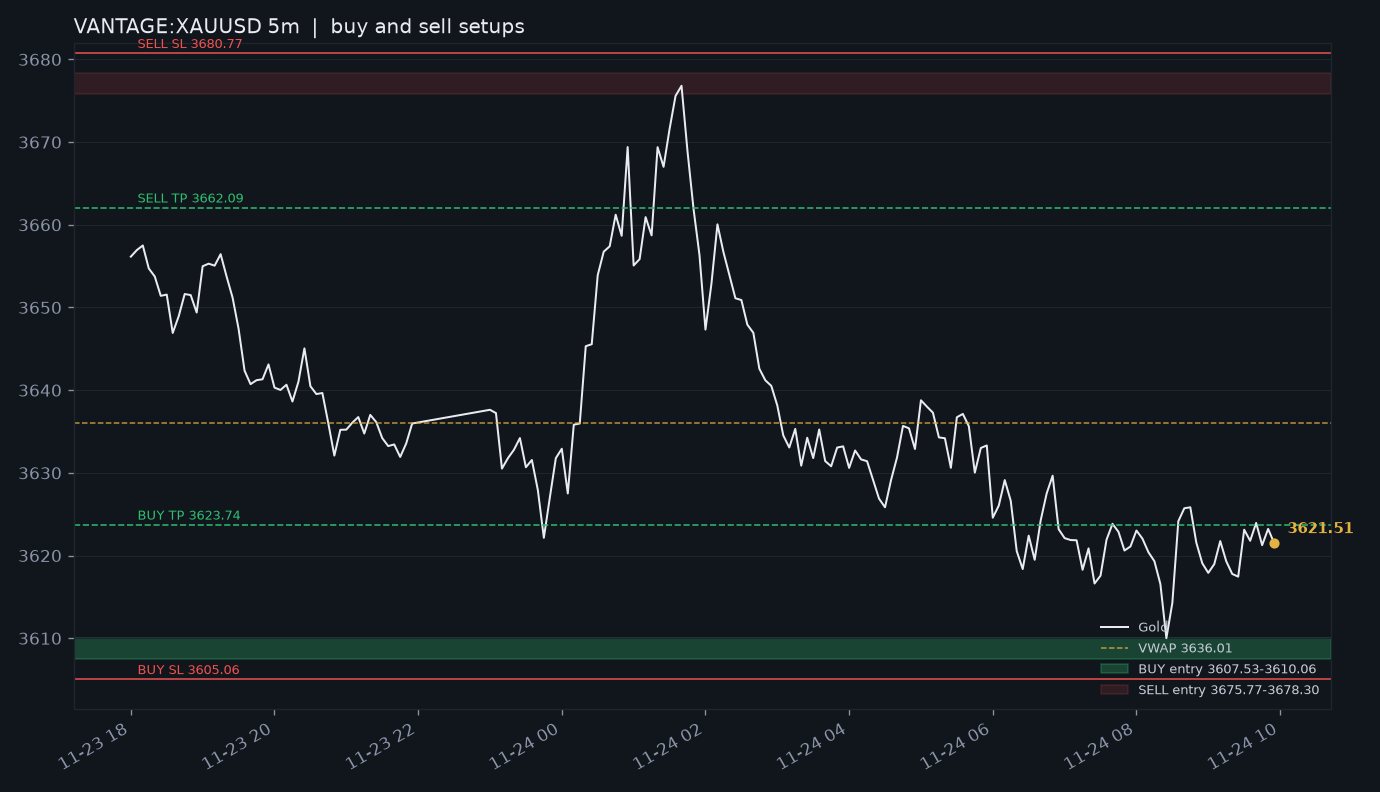 VANTAGE:XAUUSD 5m | buy and sell setups
SELL SL 3680.77
3680
3670
SELL TP 3662.09
3660
3650
3640
3630
BUY TP 3623.74
3621.51
3620
3610
Gold
VWAP 3636.01
BUY SL 3605.06
BUY entry 3607.53-3610.06
SELL entry 3675.77-3678.30
11-23 18
11-23 20
11-23 22
11-24 00
11-24 02
11-24 04
11-24 06
11-24 08
11-24 10